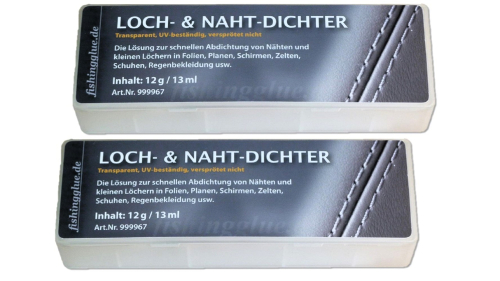 fishingglue.de
LOCH- & NAHT-DICHTER
Transparent, UV-beständig, versprötet nicht
Die Lösung zur schnellen Abdichtung von Nähten und
kleinen Löchern in Folien, Planen, Schirmen, Zelten,
Schuhen, Regenbekleidung usw.
Inhalt: 12 g / 13 ml
Art.Nr. 999967
fishingglue.de
LOCH- & NAHT-DICHTER
Transparent, UV-beständig, versprötet nicht
Die Lösung zur schnellen Abdichtung von Nähten und
kleinen Löchern in Folien, Planen, Schirmen, Zelten,
Schuhen, Regenbekleidung usw.
Inhalt: 12 g / 13 ml
Art.Nr. 999967